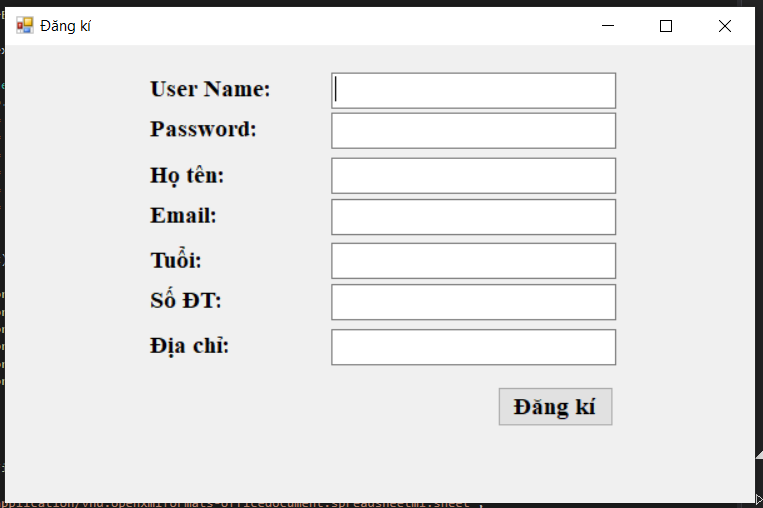 Đăng kí
User Name:
Password:
Họ tên:
Email:
Tuổi:
Số ĐT:
Địa chỉ:
Đăng kí